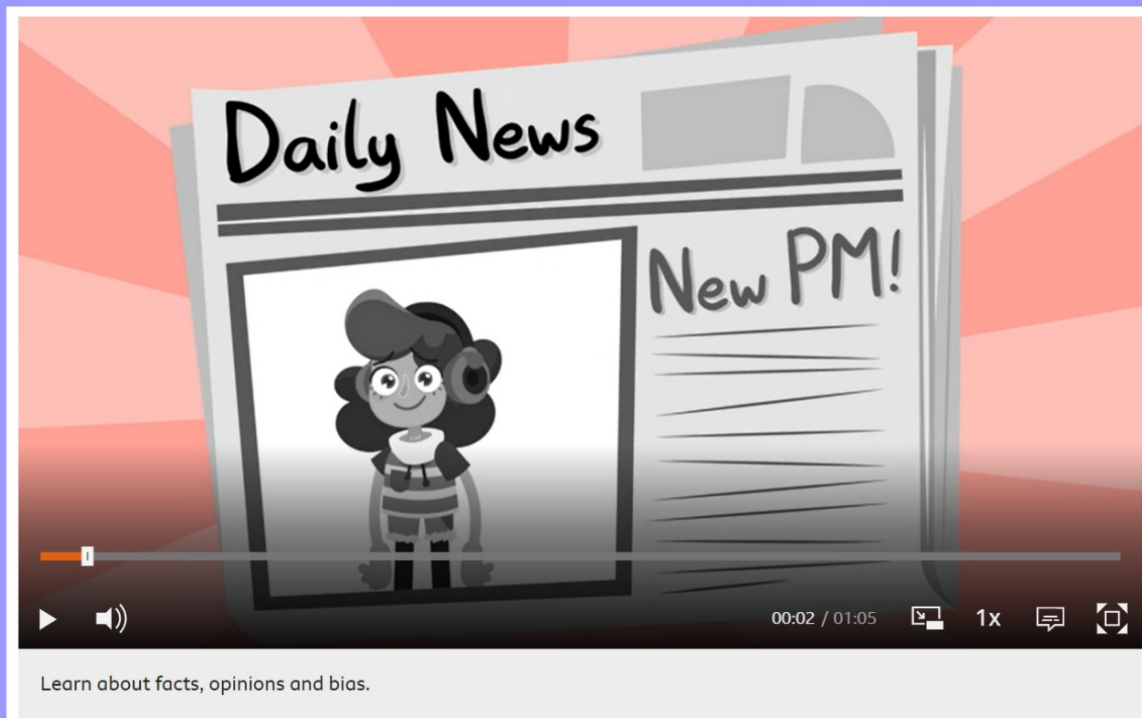 Daily News
New PM!
00:02 / 01:05
1x
Learn about facts, opinions and bias.